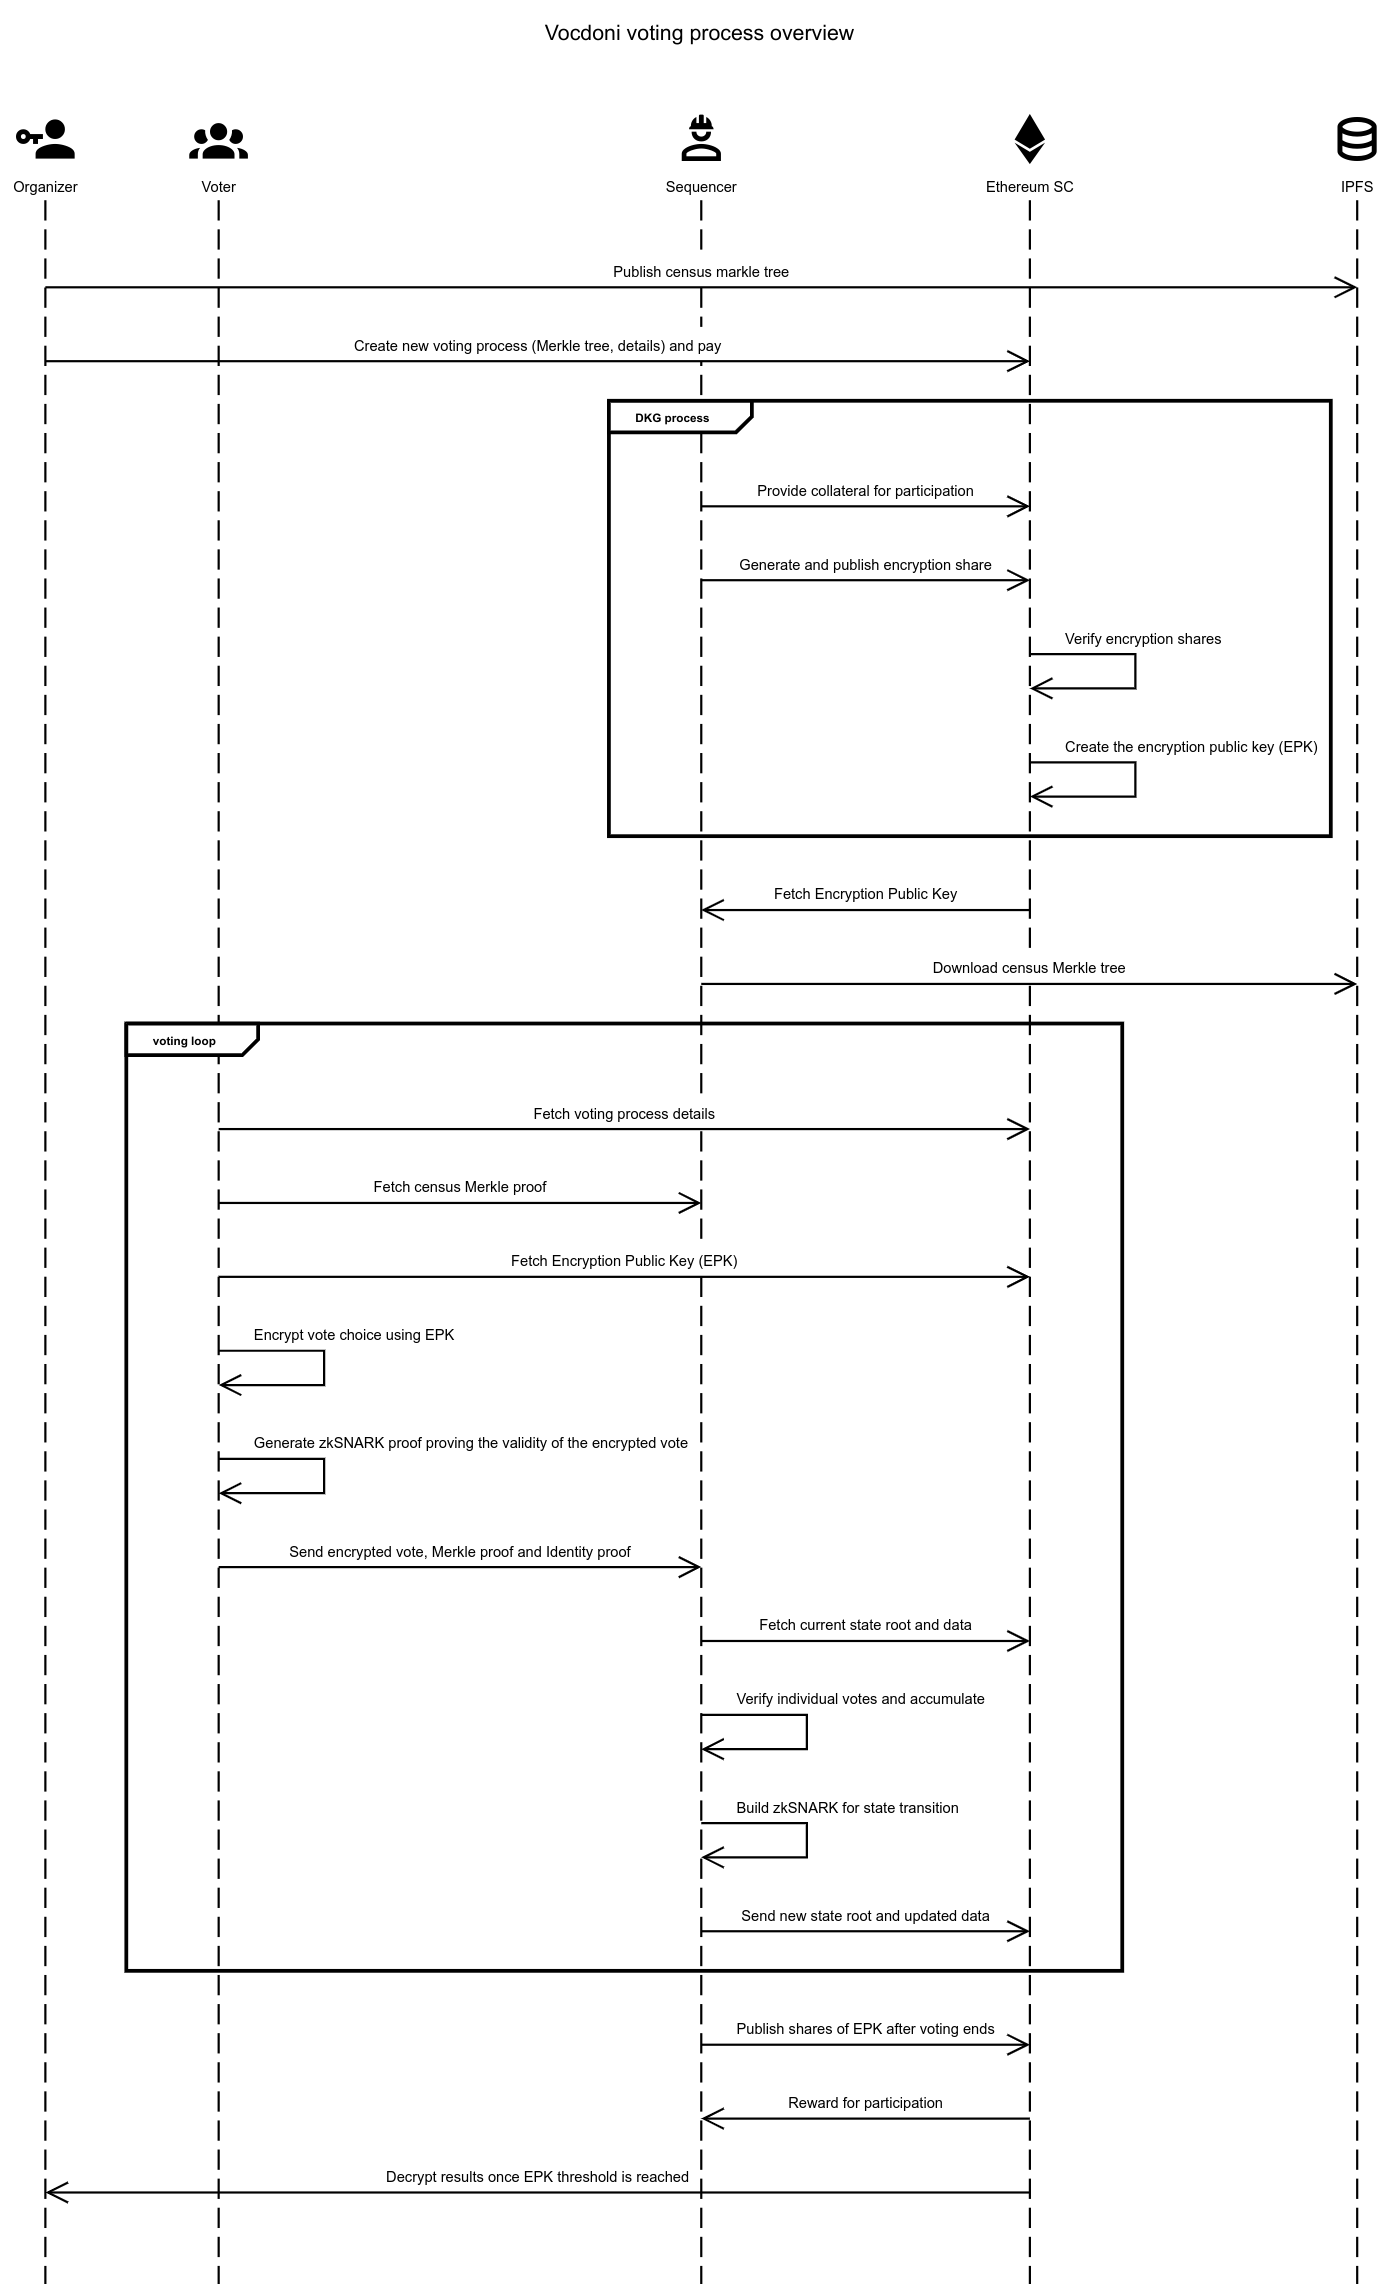 Vocdoni voting process overview
Organizer
Voter
Sequencer
Ethereum SC
IPFS
Publish census markle tree
Create new voting process (Merkle tree, details) and pay
DKG process
Provide collateral for participation
Generate and publish encryption share
Verify encryption shares
Create the encryption public key (EPK)
Fetch Encryption Public Key
Download census Merkle tree
voting loop
Fetch voting process details
Fetch census Merkle proof
Fetch Encryption Public Key (EPK)
Encrypt vote choice using EPK
Generate zkSNARK proof proving the validity of the encrypted vote
Send encrypted vote, Merkle proof and Identity proof
Fetch current state root and data
Verify individual votes and accumulate
Build zkSNARK for state transition
Send new state root and updated data
Publish shares of EPK after voting ends
Reward for participation
Decrypt results once EPK threshold is reached